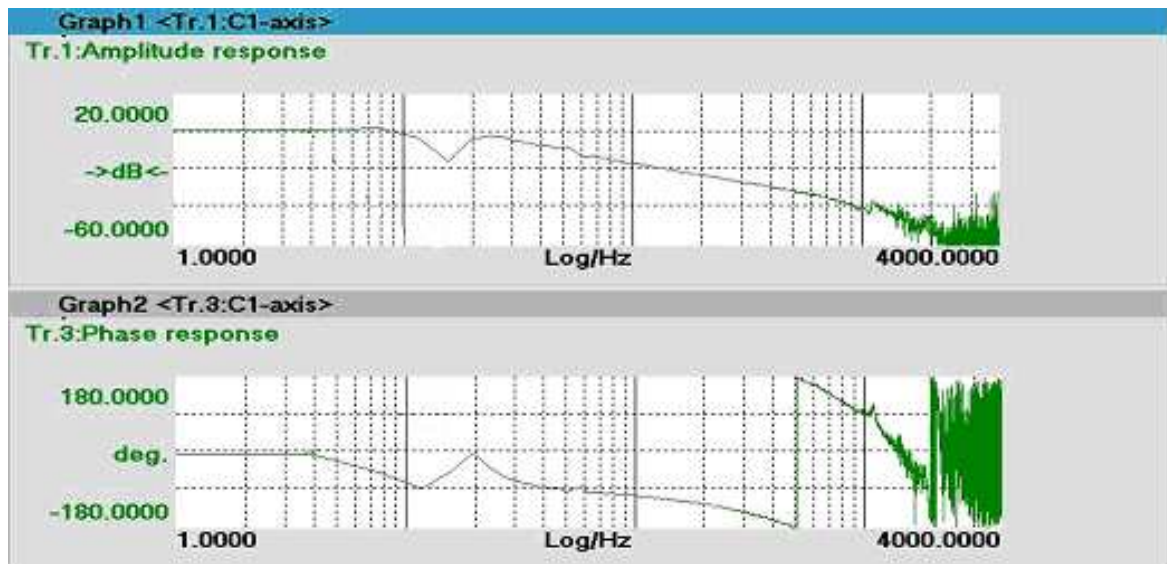 Graph1 <Tr.1:C1-axis>
Tr.1:Amplitude response
20.0000
->dB<-
-60.0000
1.0000 Log/Hz 4000.0000
Graph2 <Tr.3:C1-axis>
Tr.3:Phase response
180.0000
deg.
-180.0000
1.0000 Log/Hz 4000.0000